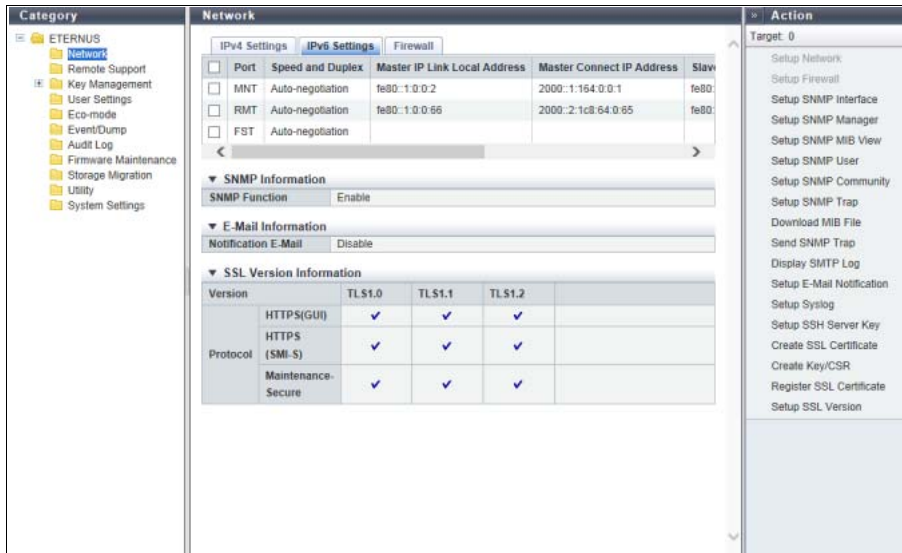 Category
ETERNUS
Network
Remote Support
Key Management
User Settings
Eco-mode
Event/Dump
Audit Log
Firmware Maintenance
Storage Migration
Utility
System Settings
Network
IPv4 Settings IPv6 Settings Firewall
Port Speed and Duplex Master IP Link Local Address Master Connect IP Address Slave
MNT Auto-negotiation fe80::1:0:0:2 2000::1:164:0:0:1 fe80:
RMT Auto-negotiation fe80::1:0:0:66 2000::2:1c8:64:0:65 fe80:
FST Auto-negotiation
▼ SNMP Information
SNMP Function Enable
▼ E-Mail Information
Notification E-Mail Disable
▼ SSL Version Information
Version TLS1.0 TLS1.1 TLS1.2
Protocol
HTTPS(GUI) ✔ ✔ ✔
HTTPS
(SMI-S) ✔ ✔ ✔
Maintenance-
Secure ✔ ✔ ✔
» Action
Target: 0
Setup Network
Setup Firewall
Setup SNMP Interface
Setup SNMP Manager
Setup SNMP MIB View
Setup SNMP User
Setup SNMP Community
Setup SNMP Trap
Download MIB File
Send SNMP Trap
Display SMTP Log
Setup E-Mail Notification
Setup Syslog
Setup SSH Server Key
Create SSL Certificate
Create Key/CSR
Register SSL Certificate
Setup SSL Version